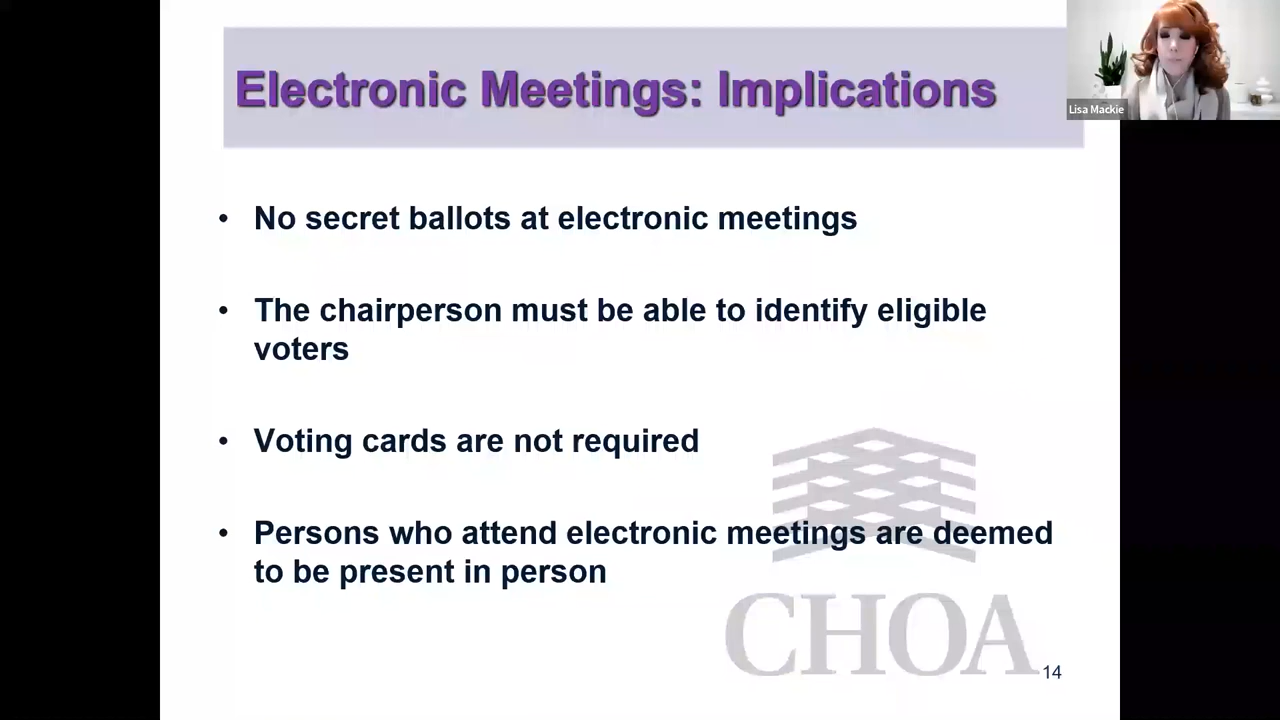 Electronic Meetings: Implications
Lisa Mackie
• No secret ballots at electronic meetings
• The chairperson must be able to identify eligible
voters
• Voting cards are not required
• Persons who attend electronic meetings are deemed
to be present in person
CHOA
14